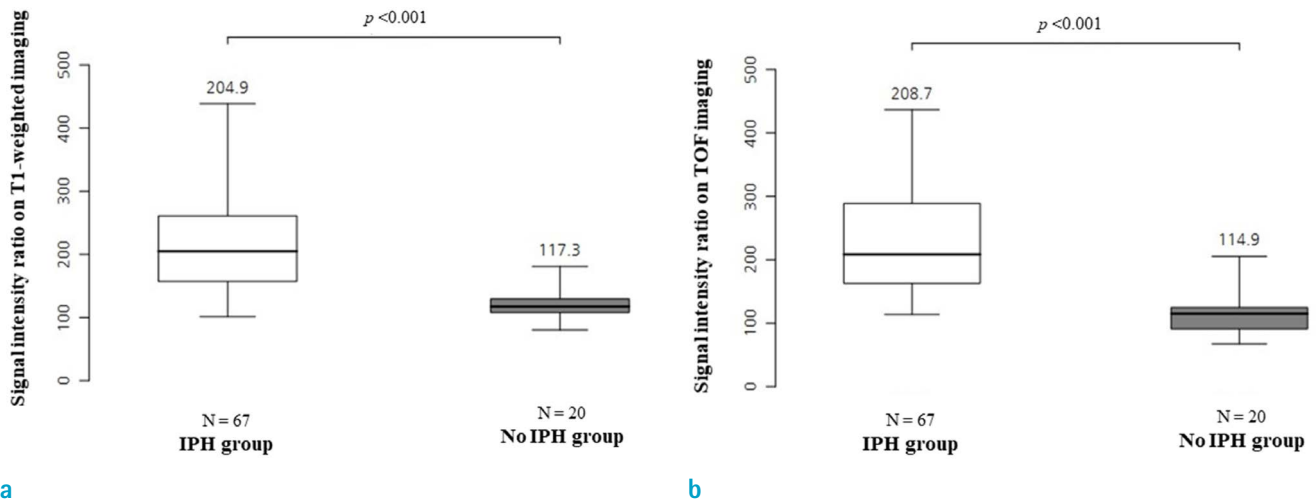 p <0.001
Signal intensity ratio on T1-weighted imaging
500
400
300
200
100
0
204.9
117.3
N = 67
IPH group
N = 20
No IPH group
a
p <0.001
Signal intensity ratio on TOF imaging
500
400
300
200
100
0
208.7
114.9
N = 67
IPH group
N = 20
No IPH group
b